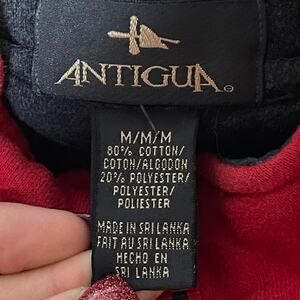 ANTIGUA
M/M/M
80% COTTON/
COTON/ALGODON
20% POLYESTER/
POLYESTER/
POLIESTER
MADE IN SRI LANKA
FAIT AU SRI LANKA
HECHO EN
SRI LANKA